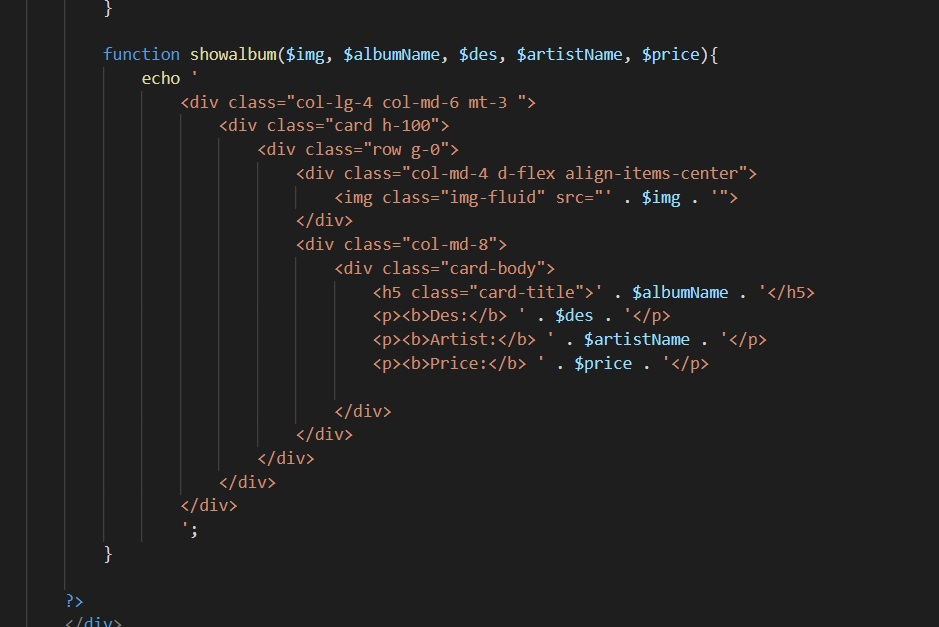 }
function showalbum($img, $albumName, $des, $artistName, $price){
echo '
<div class="col-lg-4 col-md-6 mt-3 ">
<div class="card h-100">
<div class="row g-0">
<div class="col-md-4 d-flex align-items-center">
<img class="img-fluid" src="' . $img . '">
</div>
<div class="col-md-8">
<div class="card-body">
<h5 class="card-title">' . $albumName . '</h5>
<p><b>Des:</b> ' . $des . '</p>
<p><b>Artist:</b> ' . $artistName . '</p>
<p><b>Price:</b> ' . $price . '</p>
</div>
</div>
</div>
</div>
</div>
';
}
?>
</div>